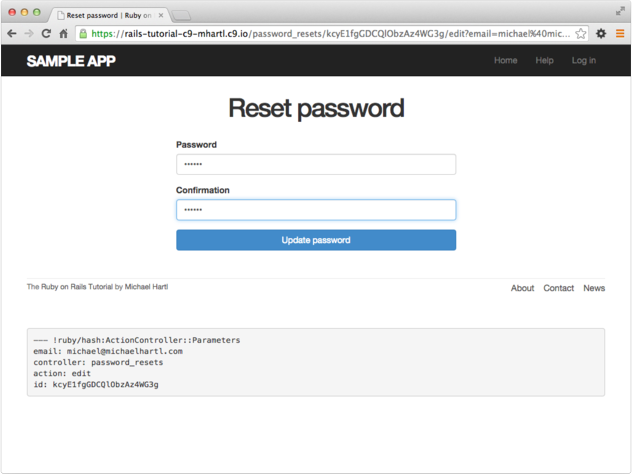 Reset password | Ruby on
https://rails-tutorial-c9-mhartl.c9.io/password_resets/kcyE1fgGDCQlObzAz4WG3g/edit?email=michael%40mic...
SAMPLE APP
Home Help Log in
Reset password
Password
••••••
Confirmation
••••••
Update password
The Ruby on Rails Tutorial by Michael Hartl
About Contact News
--- !ruby/hash:ActionController::Parameters
email: michael@michaelhartl.com
controller: password_resets
action: edit
id: kcyE1fgGDCQlObzAz4WG3g